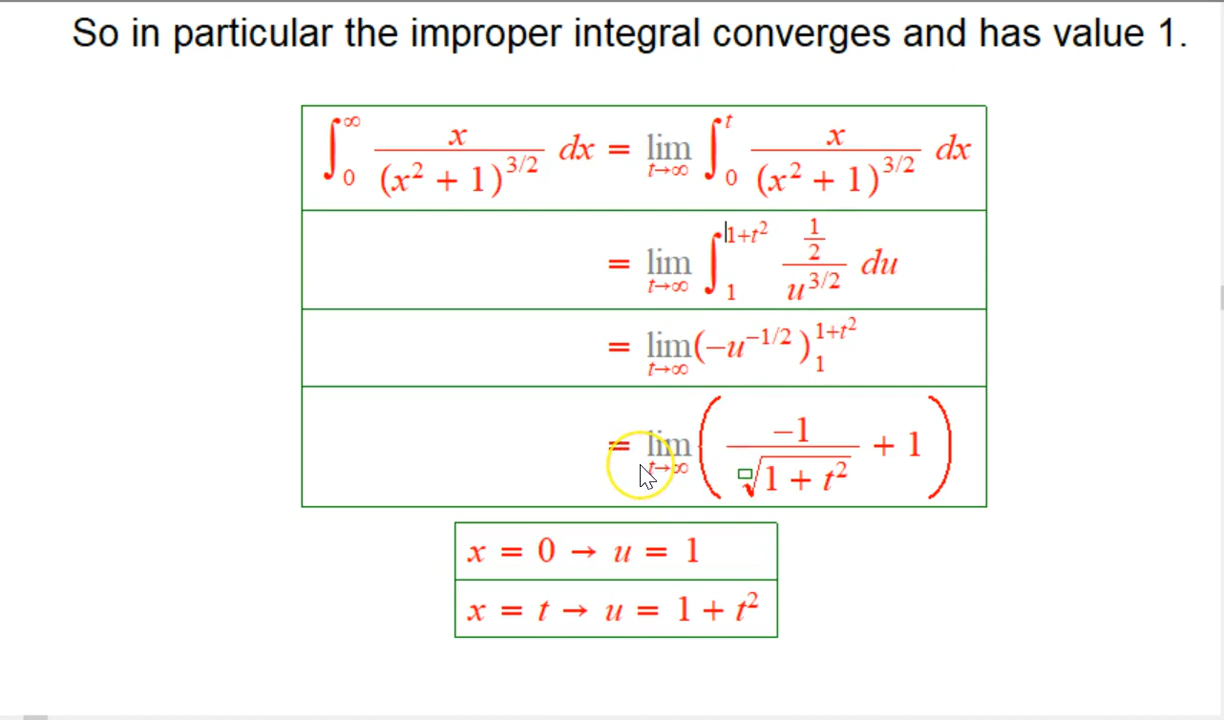 So in particular the improper integral converges and has value 1.
∫₀^∞ x/(x² + 1)^{3/2} dx = lim_{t→∞} ∫₀^t x/(x² + 1)^{3/2} dx
= lim_{t→∞} ∫₁^{1+t²} (1/2)/u^{3/2} du
= lim_{t→∞} (−u^{−1/2})₁^{1+t²}
= lim_{t→∞} (−1/√(1 + t²) + 1)
x = 0 → u = 1
x = t → u = 1 + t²